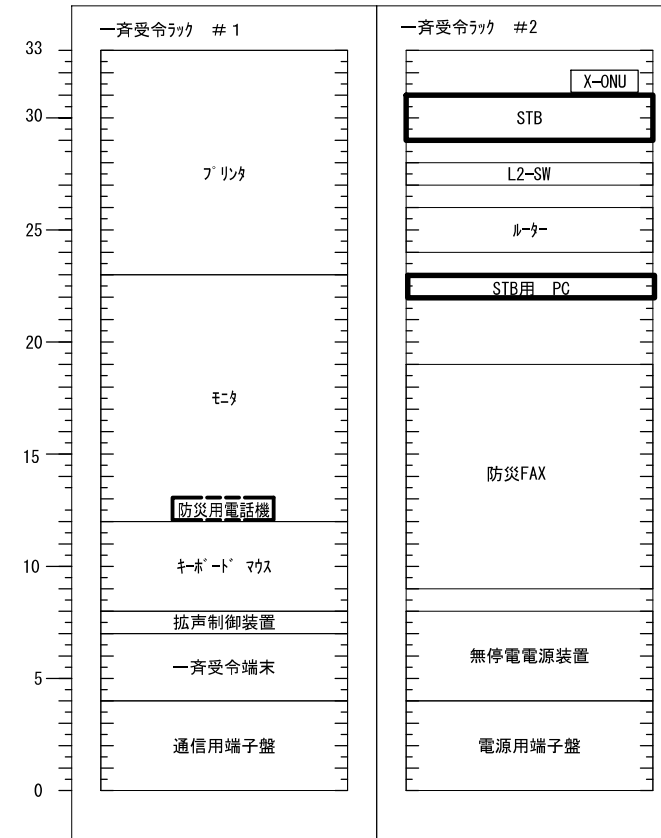 一斉受令ﾗｯｸ　＃１
一斉受令ﾗｯｸ　#2
33
X-ONU
30
STB
ﾌﾟﾘﾝﾀ
L2-SW
25
ﾙｰﾀｰ
STB用　PC
20
ﾓﾆﾀ
15
防災FAX
防災用電話機
10
ｷｰﾎﾞｰﾄﾞ ﾏｳｽ
拡声制御装置
無停電電源装置
一斉受令端末
5
通信用端子盤
電源用端子盤
0